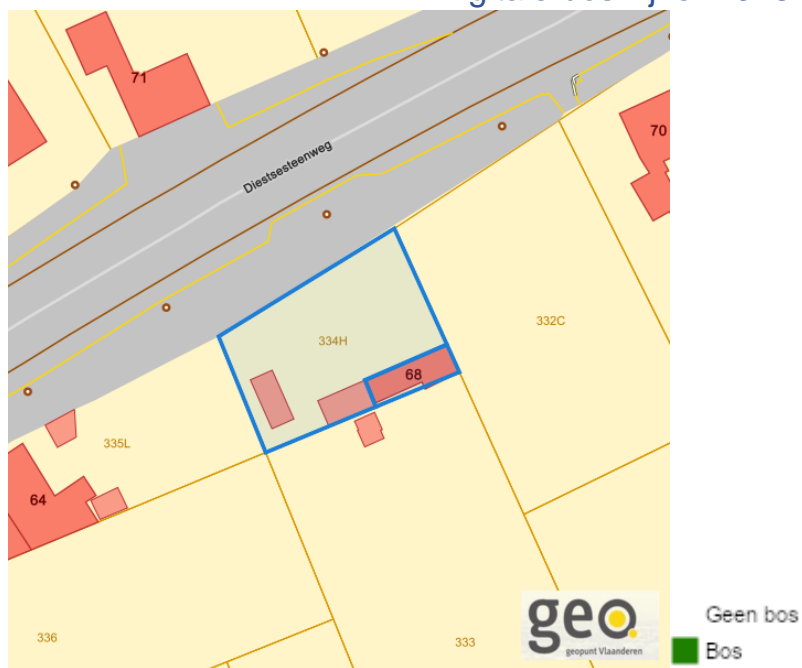 71
Diestsesteenweg
70
334H
332C
68
335L
64
336
333
geo
geopunt Vlaanderen
Geen bos
Bos